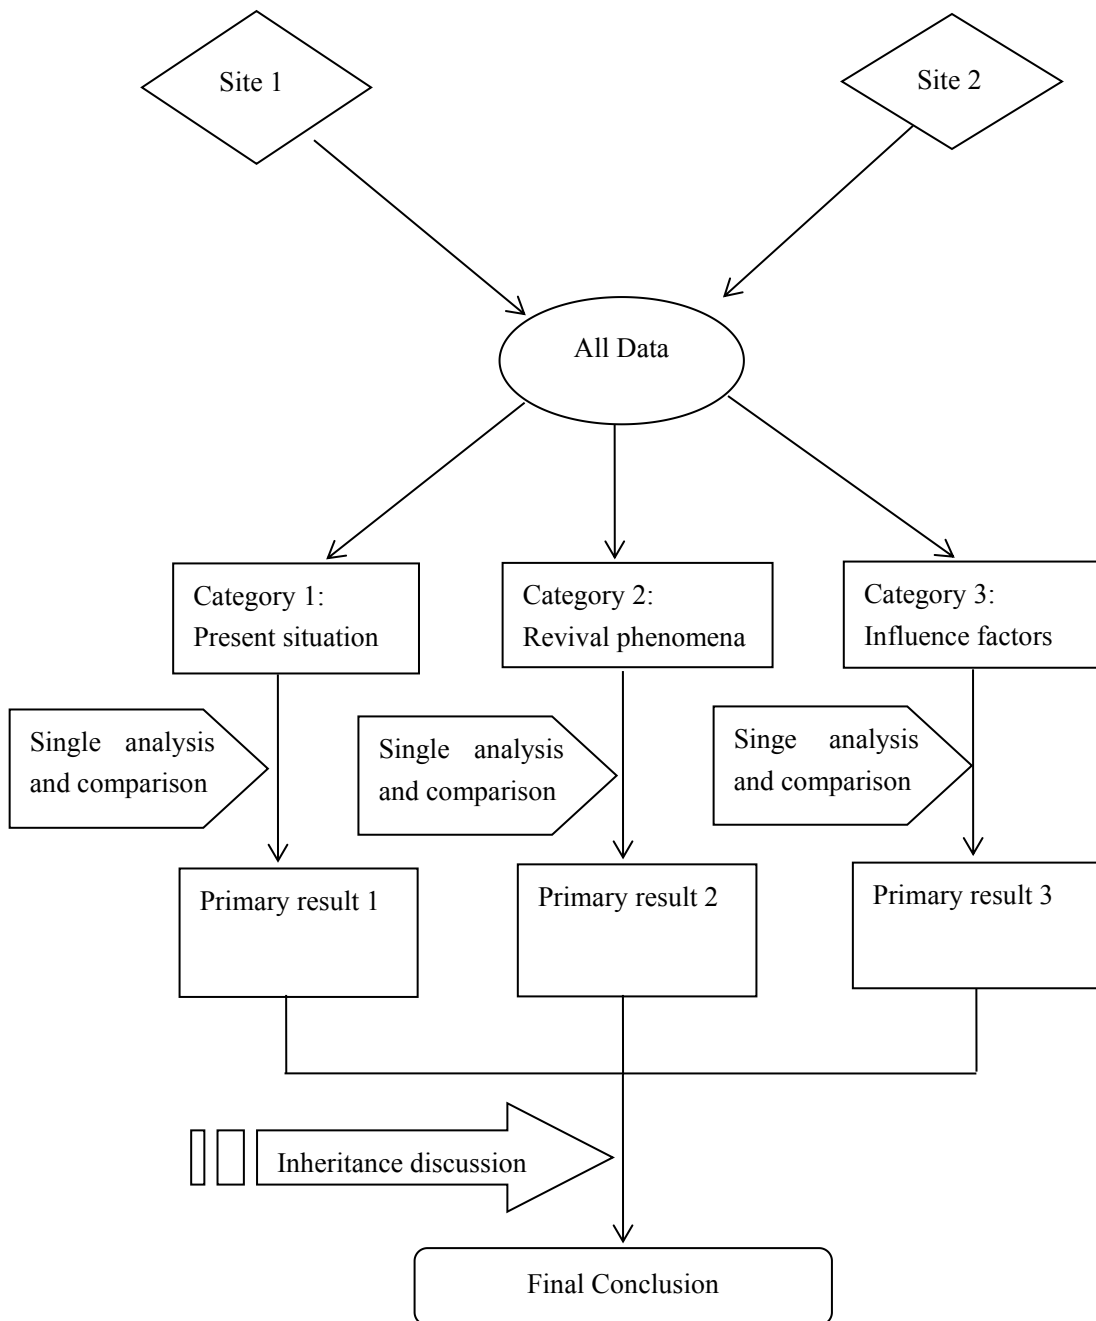 Site 1
Site 2
All Data
Category 1:
Present situation
Category 2:
Revival phenomena
Category 3:
Influence factors
Single analysis
and comparison
Single analysis
and comparison
Singe analysis
and comparison
Primary result 1
Primary result 2
Primary result 3
Inheritance discussion
Final Conclusion